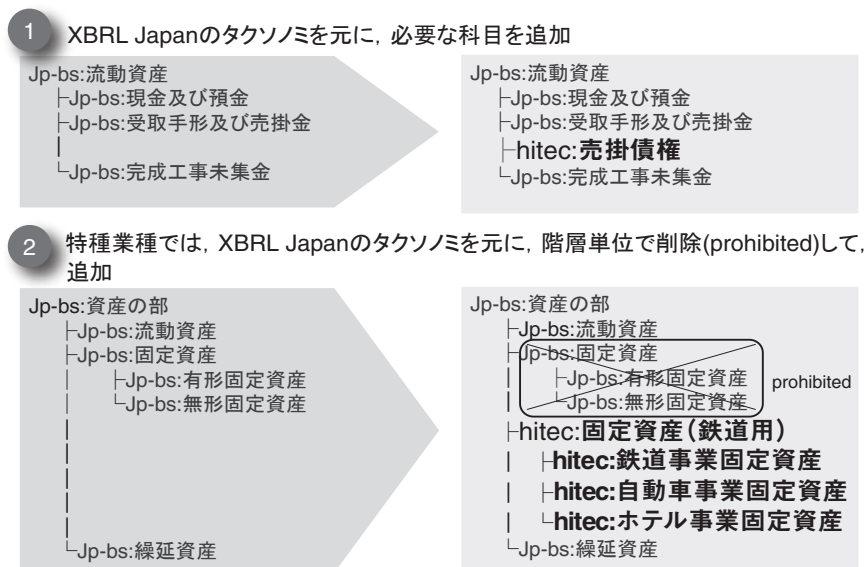 1 XBRL Japanのタクソノミを元に，必要な科目を追加
Jp-bs:流動資産
├Jp-bs:現金及び預金
├Jp-bs:受取手形及び売掛金
|
└Jp-bs:完成工事未集金
Jp-bs:流動資産
├Jp-bs:現金及び預金
├Jp-bs:受取手形及び売掛金
├hitec:売掛債権
└Jp-bs:完成工事未集金
2 特種業種では，XBRL Japanのタクソノミを元に，階層単位で削除(prohibited)して，
追加
Jp-bs:資産の部
├Jp-bs:流動資産
├Jp-bs:固定資産
| ├Jp-bs:有形固定資産
| └Jp-bs:無形固定資産
|
|
|
|
|
└Jp-bs:繰延資産
Jp-bs:資産の部
├Jp-bs:流動資産
├Jp-bs:固定資産
| ├Jp-bs:有形固定資産 prohibited
| └Jp-bs:無形固定資産
├hitec:固定資産（鉄道用）
| ├hitec:鉄道事業固定資産
| ├hitec:自動車事業固定資産
| └hitec:ホテル事業固定資産
└Jp-bs:繰延資産